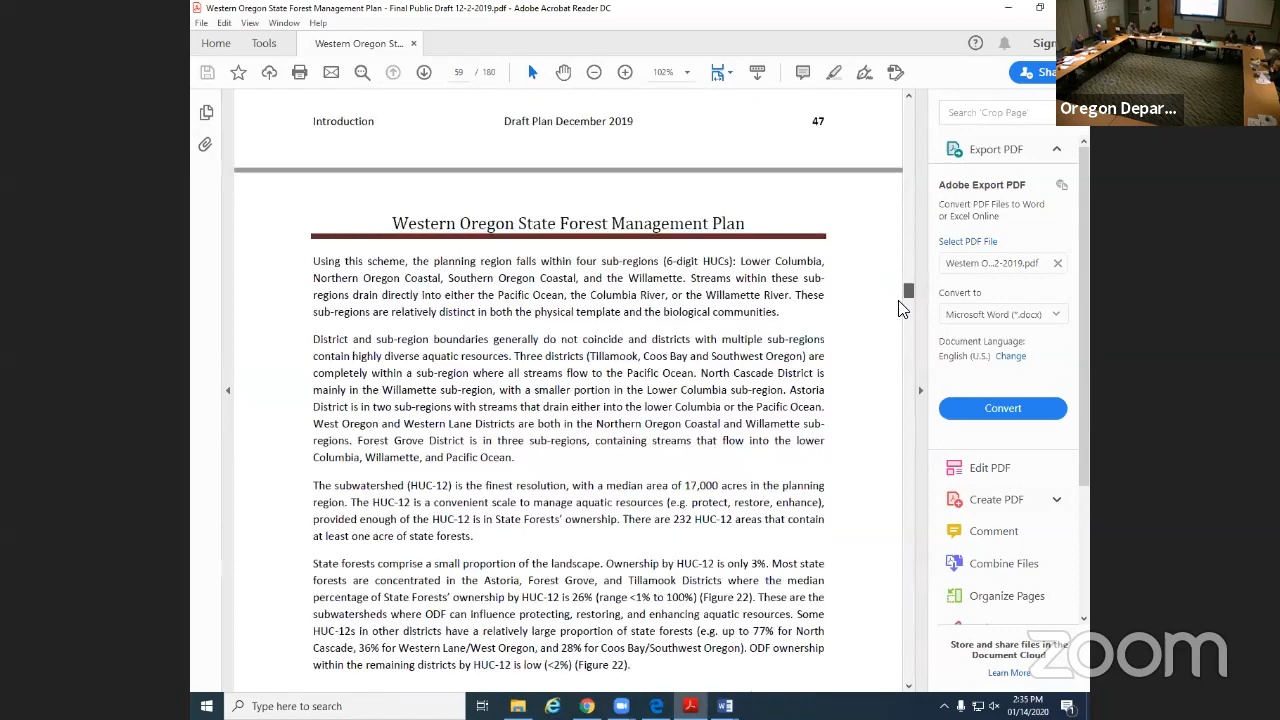 Western Oregon State Forest Management Plan - Final Public Draft 12-2-2019.pdf - Adobe Acrobat Reader DC
File Edit View Window Help
Home Tools Western Oregon St... × Sign
59 / 180 102% Sha
Oregon Depar...
Introduction Draft Plan December 2019 47
Western Oregon State Forest Management Plan
Using this scheme, the planning region falls within four sub-regions (6-digit HUCs): Lower Columbia,
Northern Oregon Coastal, Southern Oregon Coastal, and the Willamette. Streams within these sub-
regions drain directly into either the Pacific Ocean, the Columbia River, or the Willamette River. These
sub-regions are relatively distinct in both the physical template and the biological communities.
District and sub-region boundaries generally do not coincide and districts with multiple sub-regions
contain highly diverse aquatic resources. Three districts (Tillamook, Coos Bay and Southwest Oregon) are
completely within a sub-region where all streams flow to the Pacific Ocean. North Cascade District is
mainly in the Willamette sub-region, with a smaller portion in the Lower Columbia sub-region. Astoria
District is in two sub-regions with streams that drain either into the lower Columbia or the Pacific Ocean.
West Oregon and Western Lane Districts are both in the Northern Oregon Coastal and Willamette sub-
regions. Forest Grove District is in three sub-regions, containing streams that flow into the lower
Columbia, Willamette, and Pacific Ocean.
The subwatershed (HUC-12) is the finest resolution, with a median area of 17,000 acres in the planning
region. The HUC-12 is a convenient scale to manage aquatic resources (e.g. protect, restore, enhance),
provided enough of the HUC-12 is in State Forests' ownership. There are 232 HUC-12 areas that contain
at least one acre of state forests.
State forests comprise a small proportion of the landscape. Ownership by HUC-12 is only 3%. Most state
forests are concentrated in the Astoria, Forest Grove, and Tillamook Districts where the median
percentage of State Forests' ownership by HUC-12 is 26% (range <1% to 100%) (Figure 22). These are the
subwatersheds where ODF can influence protecting, restoring, and enhancing aquatic resources. Some
HUC-12s in other districts have a relatively large proportion of state forests (e.g. up to 77% for North
Cascade, 36% for Western Lane/West Oregon, and 28% for Coos Bay/Southwest Oregon). ODF ownership
within the remaining districts by HUC-12 is low (<2%) (Figure 22).
Search 'Crop Page'
Export PDF
Adobe Export PDF
Convert PDF Files to Word
or Excel Online
Select PDF File
Western O...2-2019.pdf ×
Convert to
Microsoft Word (*.docx)
Document Language:
English (U.S.) Change
Convert
Edit PDF
Create PDF
Comment
Combine Files
Organize Pages
Store and share files in the
Document Cloud
Learn More
zoom
Type here to search
2:35 PM
01/14/2020